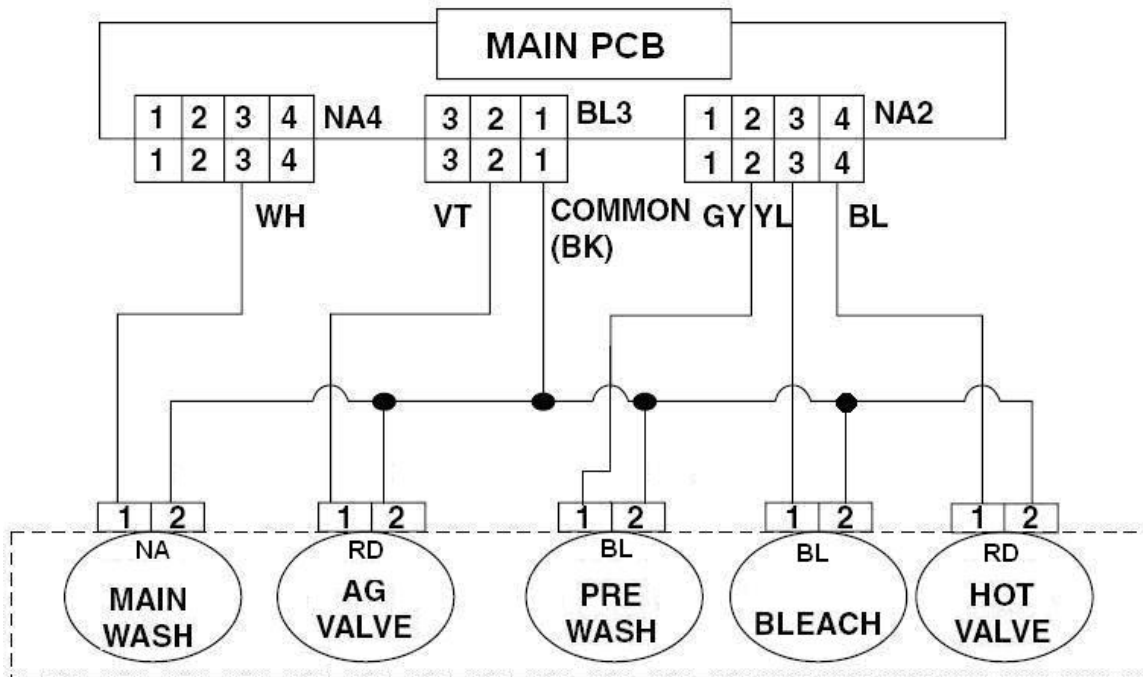 MAIN PCB
1 2 3 4 NA4
3 2 1 BL3
1 2 3 4 NA2
1 2 3 4
3 2 1
1 2 3 4
WH
VT
COMMON
(BK)
GY
YL
BL
1 2
1 2
1 2
1 2
1 2
NA
MAIN
WASH
RD
AG
VALVE
BL
PRE
WASH
BL
BLEACH
RD
HOT
VALVE